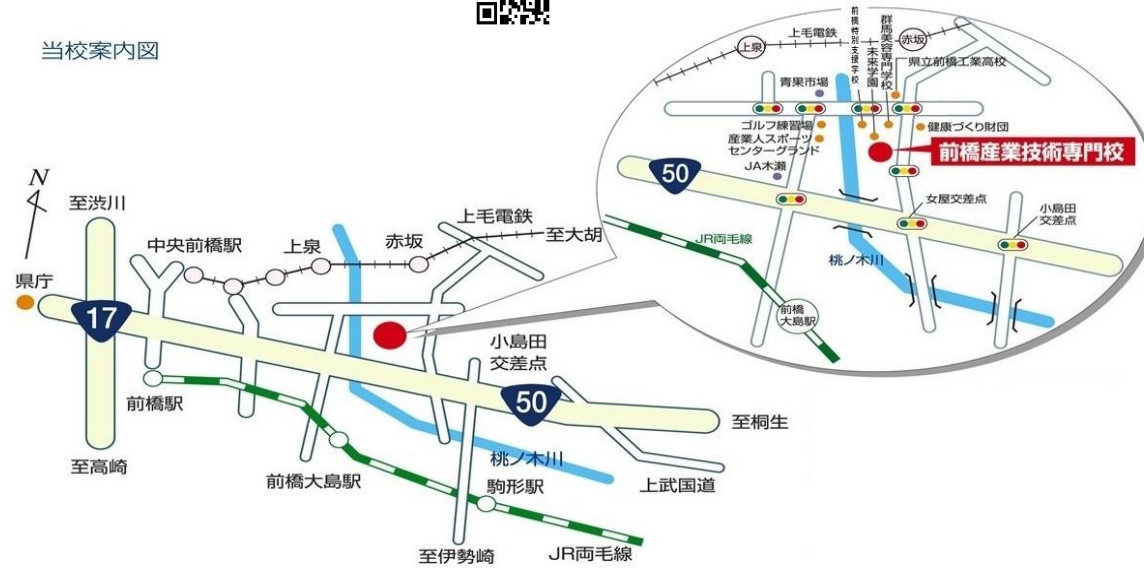 当校案内図
N
至渋川
県庁
17
至高崎
中央前橋駅
上泉
赤坂
上毛電鉄
至大胡
小島田
交差点
50
至桐生
前橋駅
前橋大島駅
桃ノ木川
駒形駅
上武国道
至伊勢崎
JR両毛線
上泉
上毛電鉄
赤坂
前橋特別支援学校
未来学園
群馬美容専門学校
県立前橋工業高校
青果市場
ゴルフ練習場
産業人スポーツ
センターグランド
JA木瀬
健康づくり財団
前橋産業技術専門校
50
女屋交差点
小島田
交差点
JR両毛線
桃ノ木川
前橋
大島駅